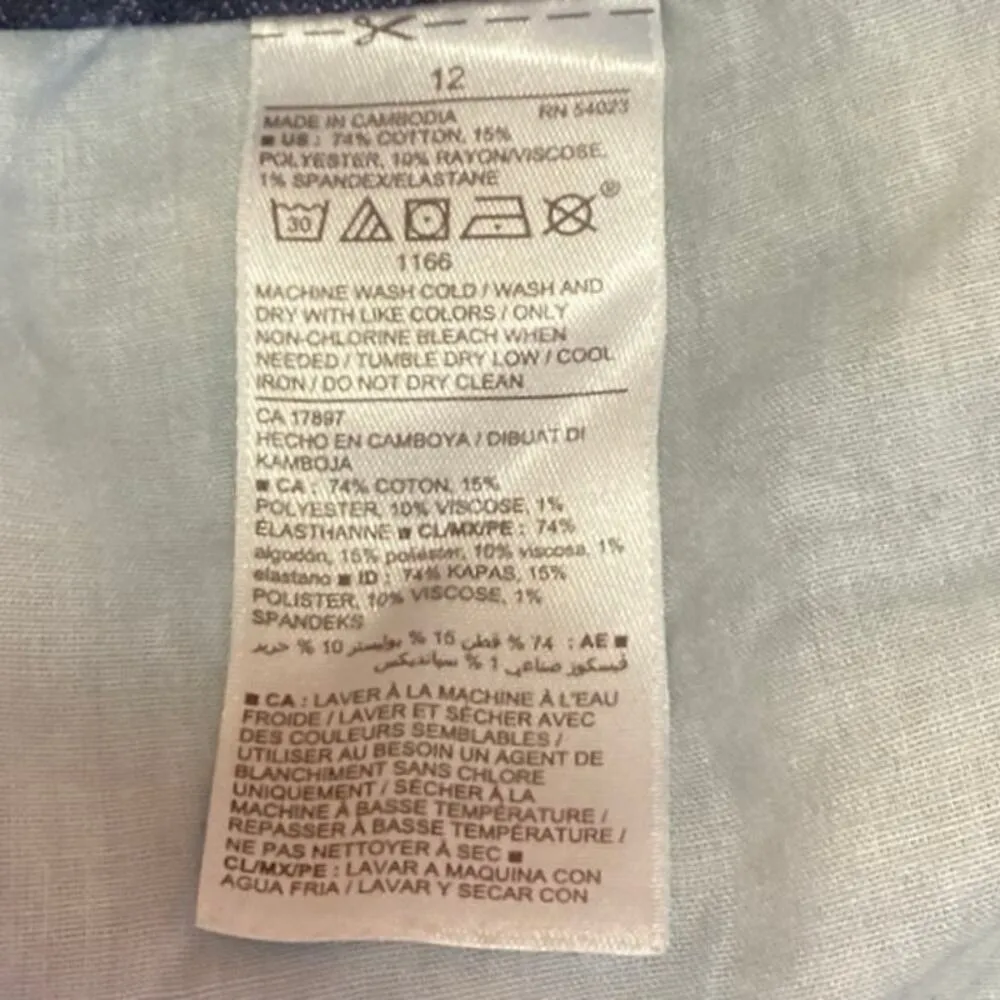 12
MADE IN CAMBODIA RN 54023
■ US : 74% COTTON, 15%
POLYESTER, 10% RAYON/VISCOSE,
1% SPANDEX/ELASTANE
30
®
1166
MACHINE WASH COLD / WASH AND
DRY WITH LIKE COLORS / ONLY
NON-CHLORINE BLEACH WHEN
NEEDED / TUMBLE DRY LOW / COOL
IRON / DO NOT DRY CLEAN
CA 17897
HECHO EN CAMBOYA / DIBUAT DI
KAMBOJA
■ CA : 74% COTON, 15%
POLYESTER, 10% VISCOSE, 1%
ÉLASTHANNE ■ CL/MX/PE : 74%
algodón, 15% poliéster, 10% viscosa, 1%
elastano ■ ID : 74% KAPAS, 15%
POLISTER, 10% VISCOSE, 1%
SPANDEKS
■ AE : 74 % قطن 15 % بوليستر 10 % حرير
فسكوز صناعي 1 % سبانديكس
■ CA : LAVER À LA MACHINE À L'EAU
FROIDE / LAVER ET SÉCHER AVEC
DES COULEURS SEMBLABLES /
UTILISER AU BESOIN UN AGENT DE
BLANCHIMENT SANS CHLORE
UNIQUEMENT / SÉCHER À LA
MACHINE À BASSE TEMPÉRATURE /
REPASSER À BASSE TEMPÉRATURE /
NE PAS NETTOYER À SEC ■
CL/MX/PE : LAVAR A MAQUINA CON
AGUA FRIA / LAVAR Y SECAR CON